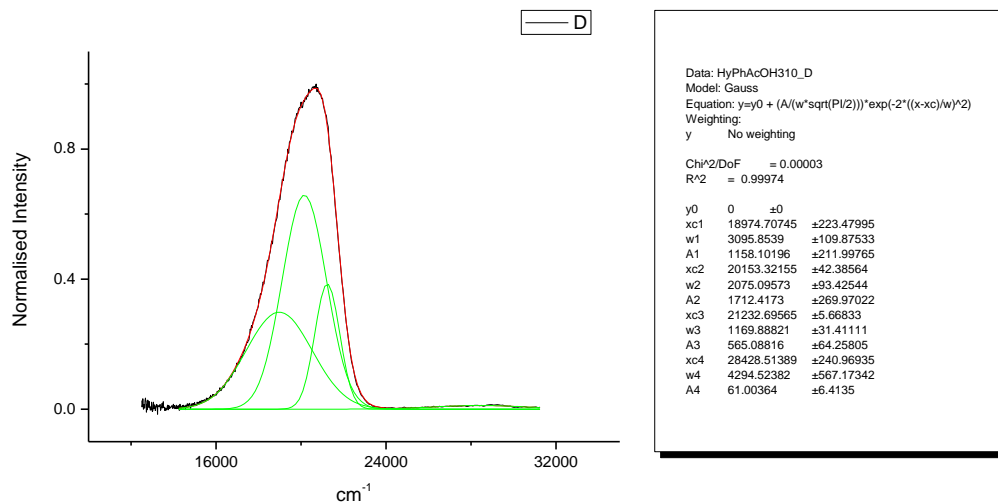 D
Normalised Intensity
0.8
0.4
0.0
16000 24000 32000
cm-1
Data: HyPhAcOH310_D
Model: Gauss
Equation: y=y0 + (A/(w*sqrt(PI/2)))*exp(-2*((x-xc)/w)^2)
Weighting:
y No weighting
Chi^2/DoF = 0.00003
R^2 = 0.99974
y0 0 ±0
xc1 18974.70745 ±223.47995
w1 3095.8539 ±109.87533
A1 1158.10196 ±211.99765
xc2 20153.32155 ±42.38564
w2 2075.09573 ±93.42544
A2 1712.4173 ±269.97022
xc3 21232.69565 ±5.66833
w3 1169.88821 ±31.41111
A3 565.08816 ±64.25805
xc4 28428.51389 ±240.96935
w4 4294.52382 ±567.17342
A4 61.00364 ±6.4135